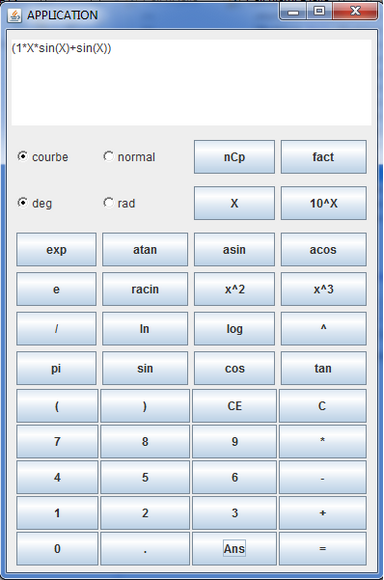 APPLICATION
(1*X*sin(X)+sin(X))
courbe normal nCp fact
deg rad X 10^X
exp atan asin acos
e racin x^2 x^3
/ ln log ^
pi sin cos tan
( ) CE C
7 8 9 *
4 5 6 -
1 2 3 +
0 . Ans =